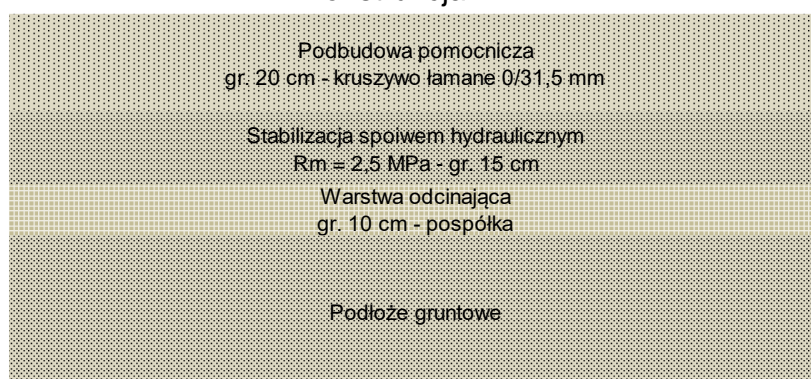 Podbudowa pomocnicza
gr. 20 cm - kruszywo łamane 0/31,5 mm
Stabilizacja spoiwem hydraulicznym
Rm = 2,5 MPa - gr. 15 cm
Warstwa odcinająca
gr. 10 cm - pospółka
Podłoże gruntowe